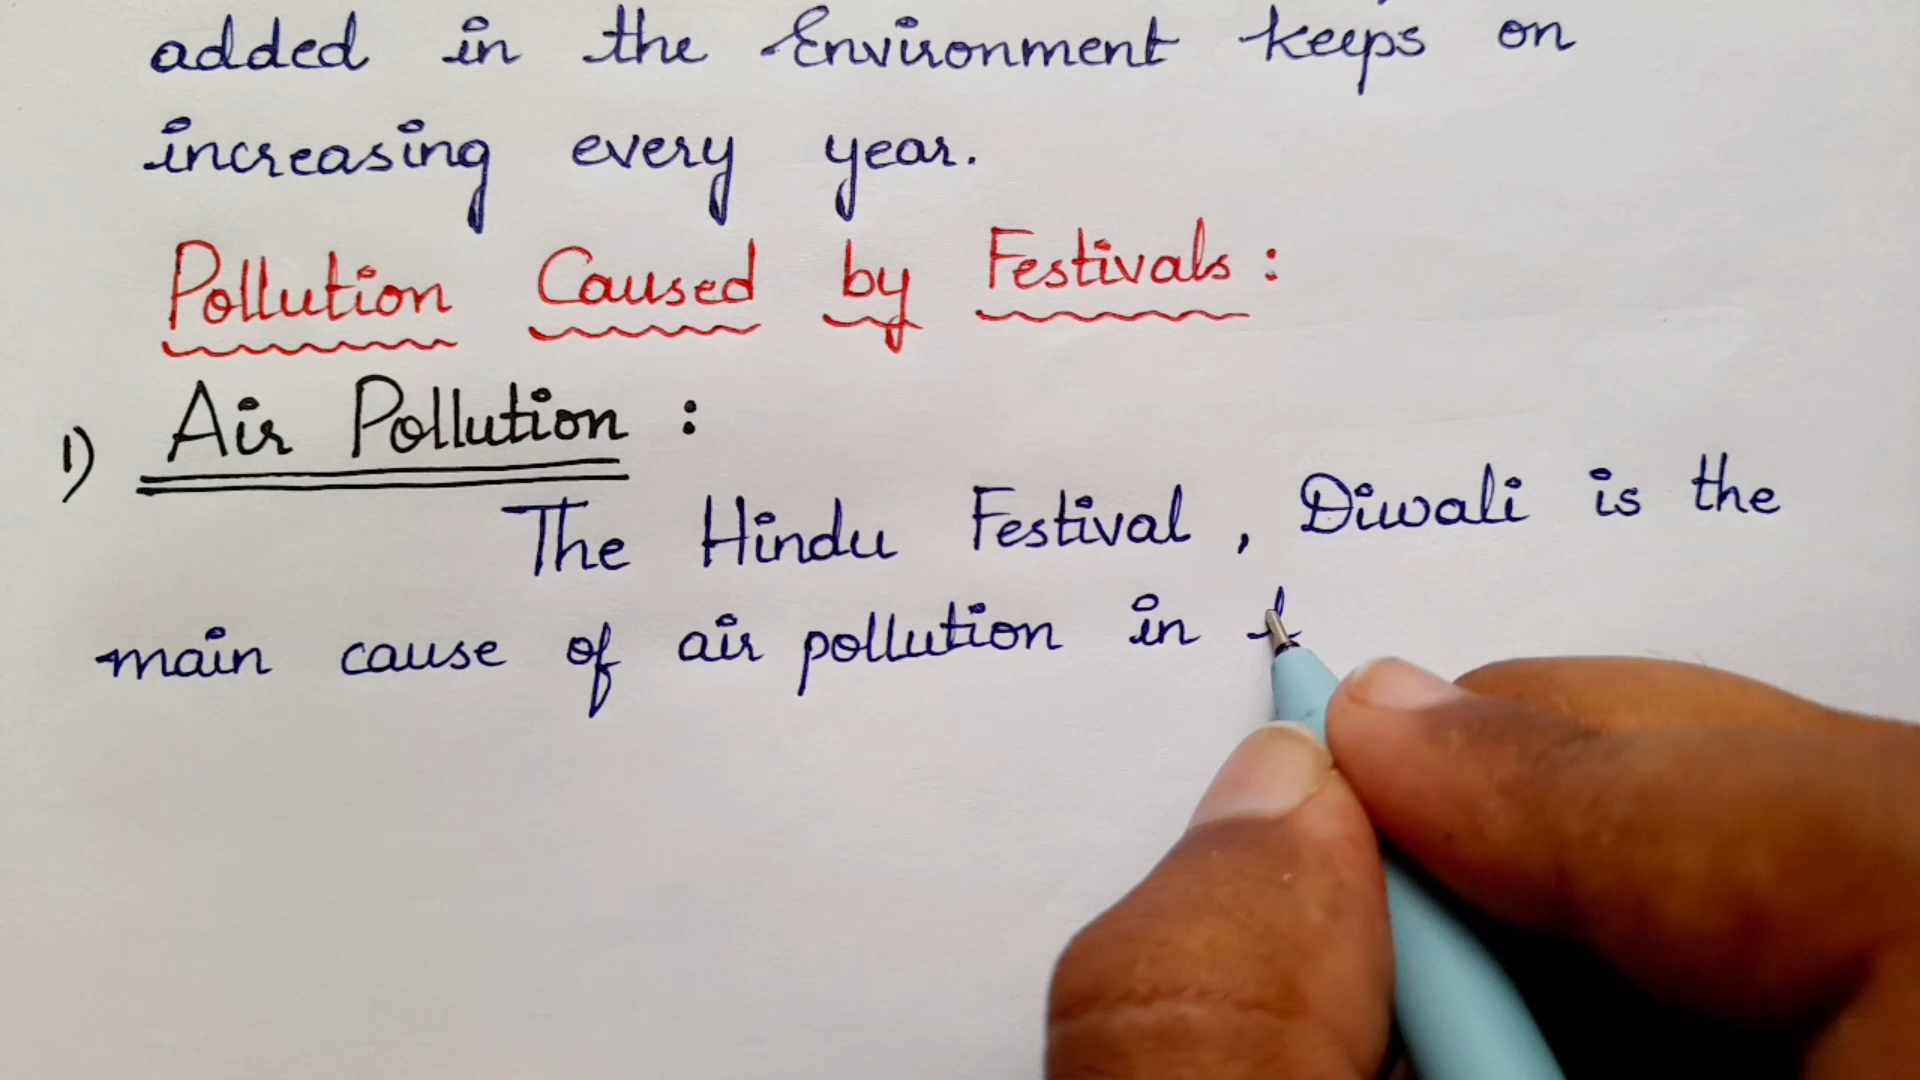 added in the Environment keeps on
increasing every year.
Pollution Caused by Festivals :
1) Air Pollution :
The Hindu Festival, Diwali is the
main cause of air pollution in